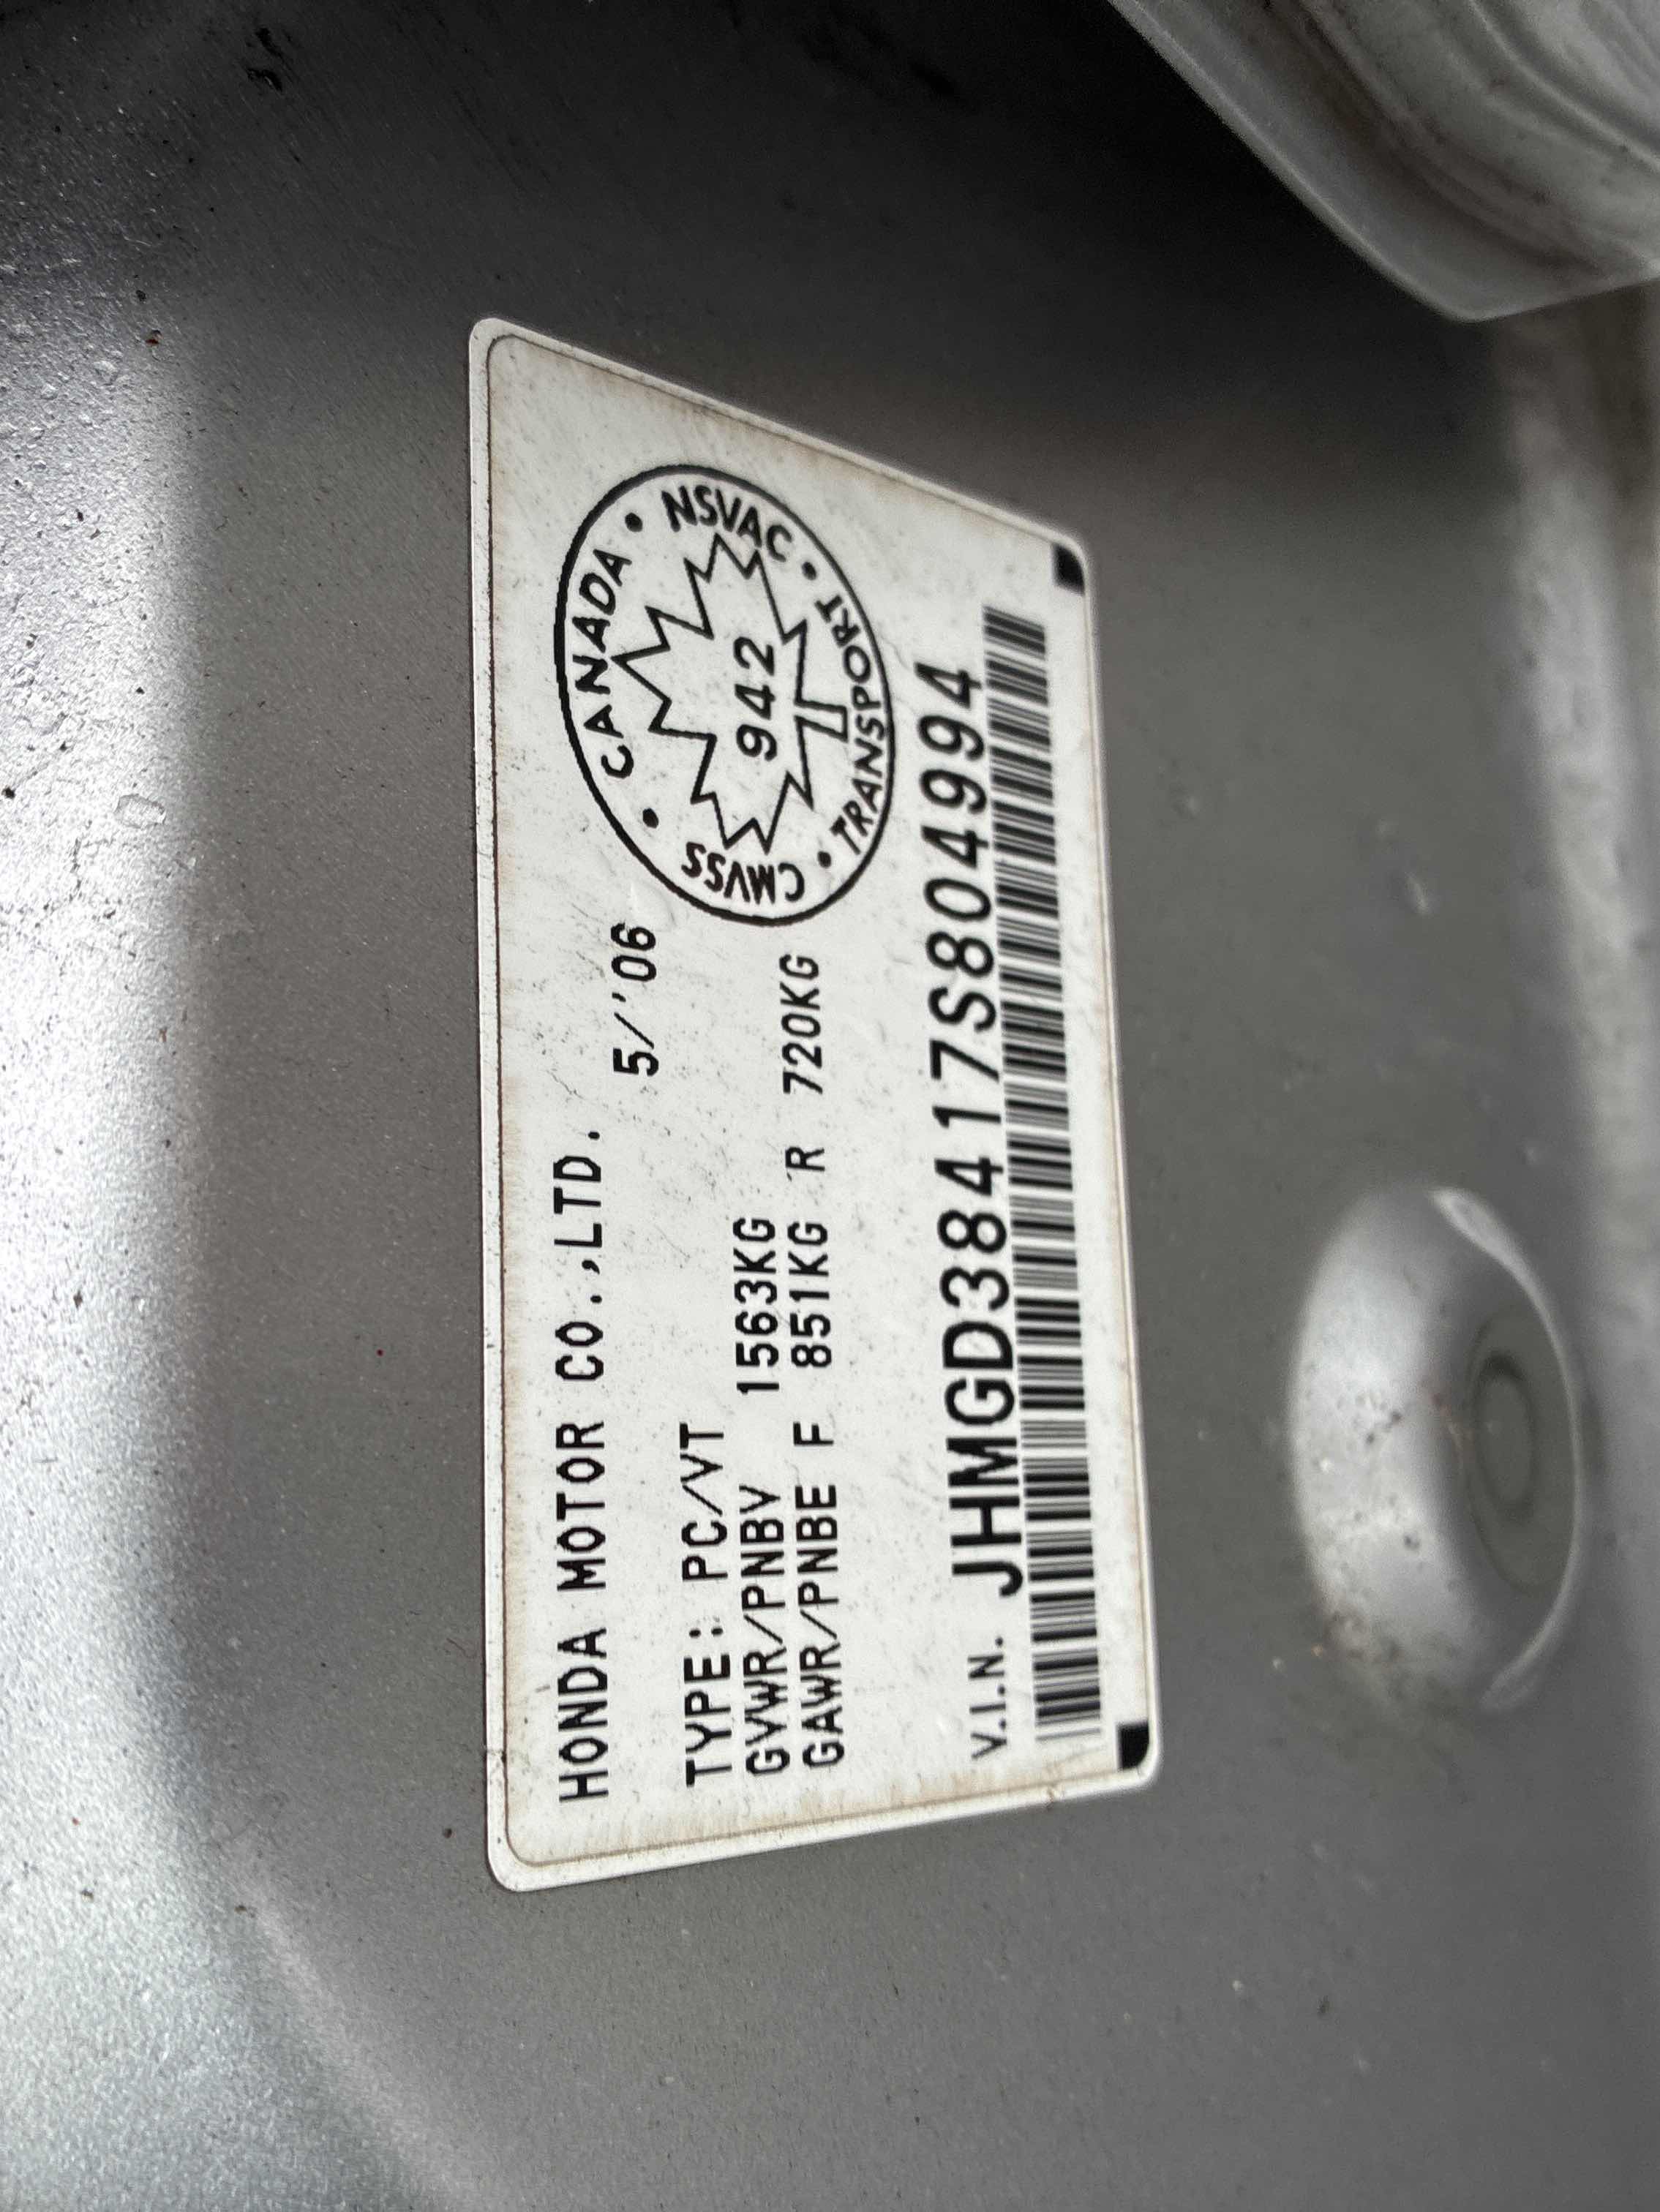 HONDA MOTOR CO.,LTD.
5/'06
TYPE: PC/VT
GVWR/PNBV 1563KG
GAWR/PNBE F 851KG R 720KG
CANADA • NSVAC • TRANSPORT • CMVSS •
942
V.I.N. JHMGD38417S804994